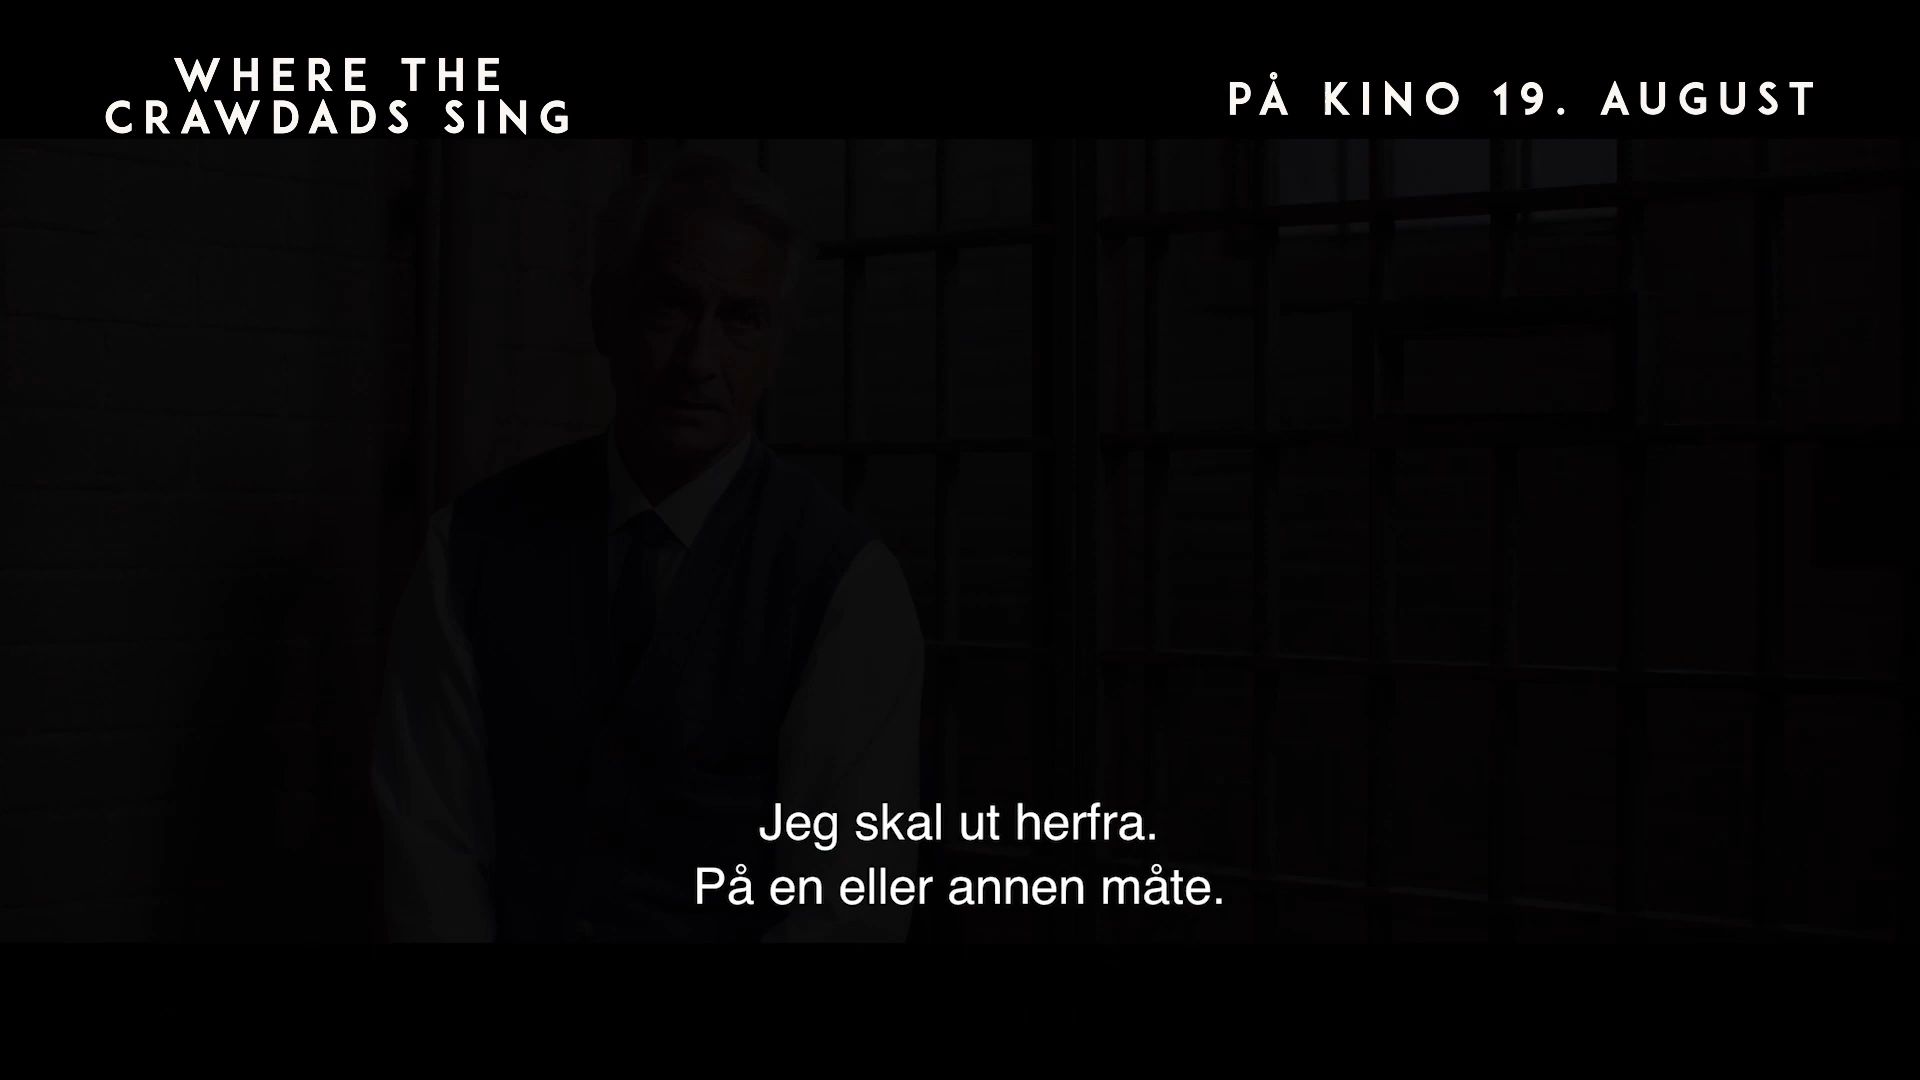 WHERE THE
CRAWDADS SING
PÅ KINO 19. AUGUST
Jeg skal ut herfra.
På en eller annen måte.